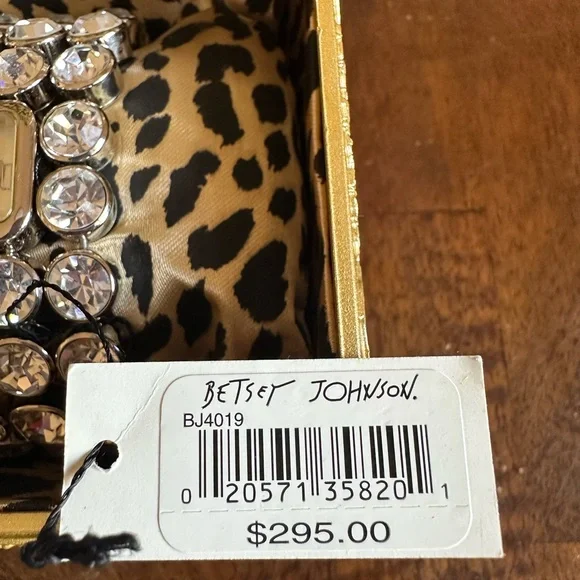 BETSEY JOHNSON.
BJ4019
0 20571 35820 1
$295.00